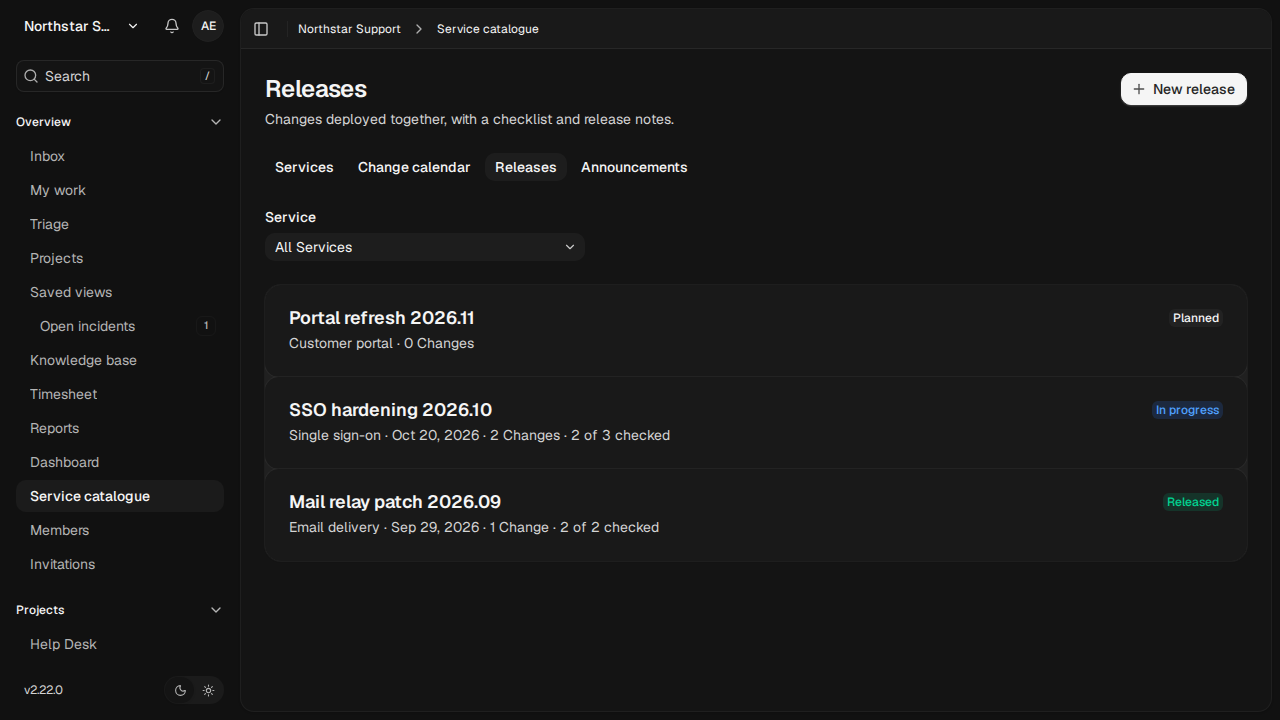 Northstar S...
AE
Search
/
Overview
Inbox
My work
Triage
Projects
Saved views
Open incidents
1
Knowledge base
Timesheet
Reports
Dashboard
Service catalogue
Members
Invitations
Projects
Help Desk
v2.22.0
Northstar Support > Service catalogue
Releases
New release
Changes deployed together, with a checklist and release notes.
Services
Change calendar
Releases
Announcements
Service
All Services
Portal refresh 2026.11
Planned
Customer portal · 0 Changes
SSO hardening 2026.10
In progress
Single sign-on · Oct 20, 2026 · 2 Changes · 2 of 3 checked
Mail relay patch 2026.09
Released
Email delivery · Sep 29, 2026 · 1 Change · 2 of 2 checked